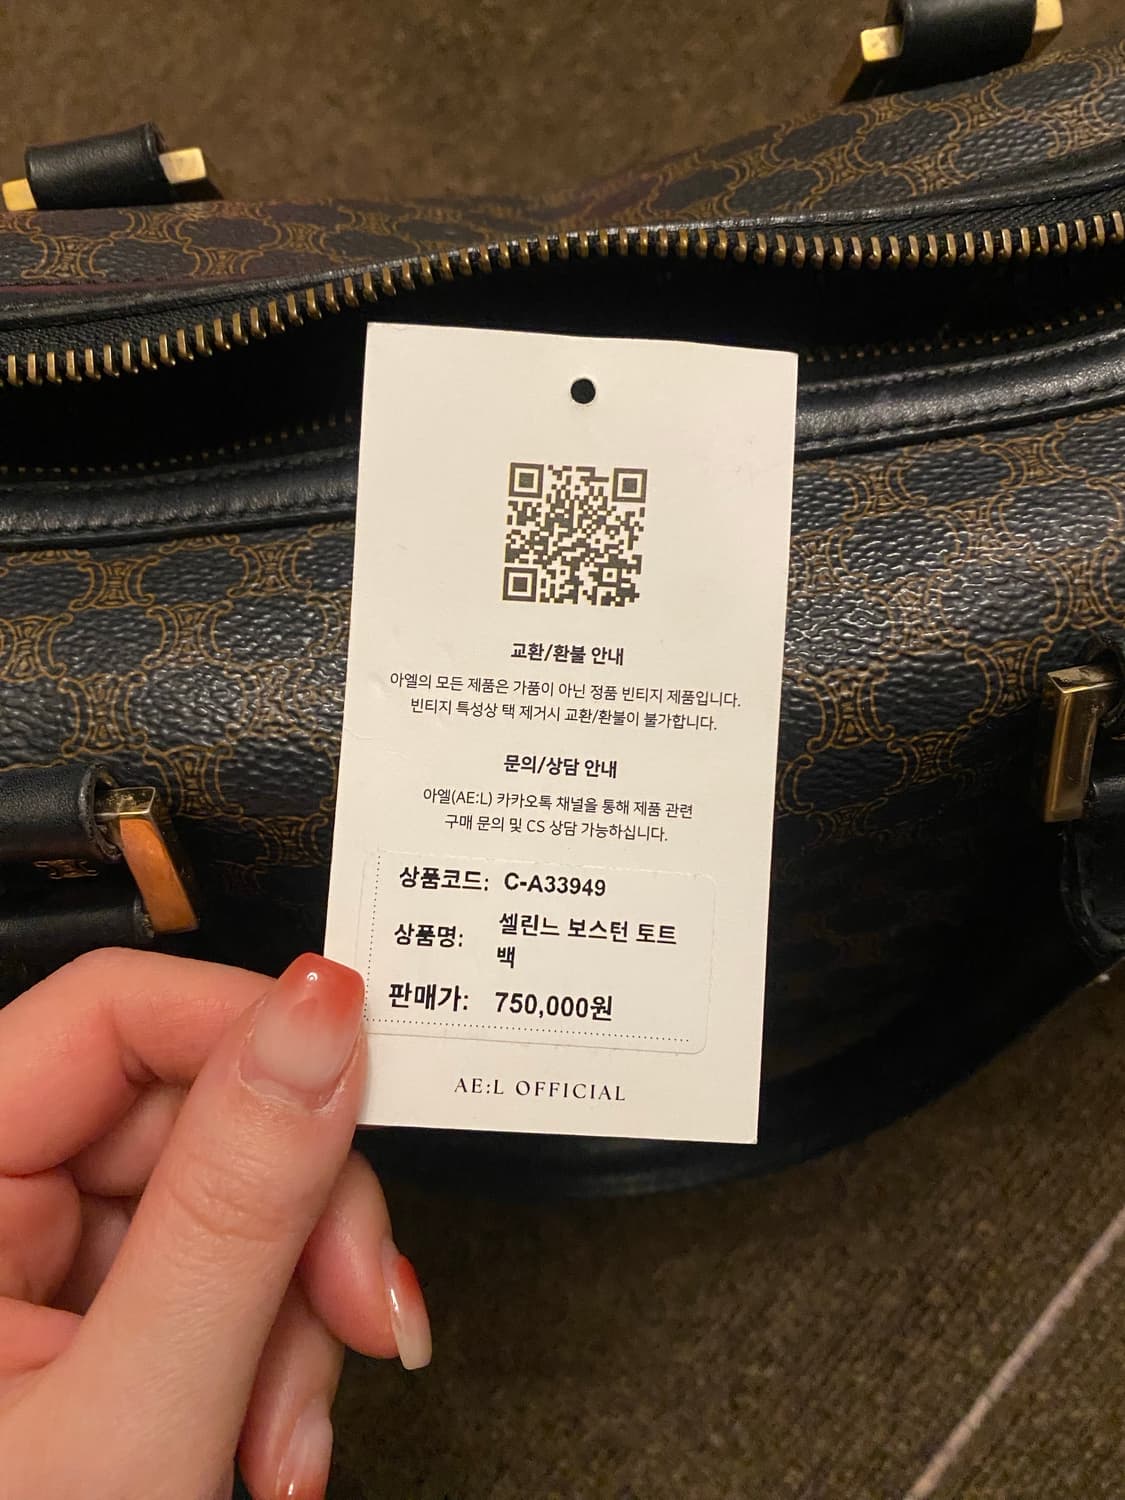 교환/환불 안내
아엘의 모든 제품은 가품이 아닌 정품 빈티지 제품입니다.
빈티지 특성상 택 제거시 교환/환불이 불가합니다.
문의/상담 안내
아엘(AE:L) 카카오톡 채널을 통해 제품 관련
구매 문의 및 CS 상담 가능하십니다.
상품코드: C-A33949
상품명: 셀린느 보스턴 토트
백
판매가: 750,000원
AE:L OFFICIAL